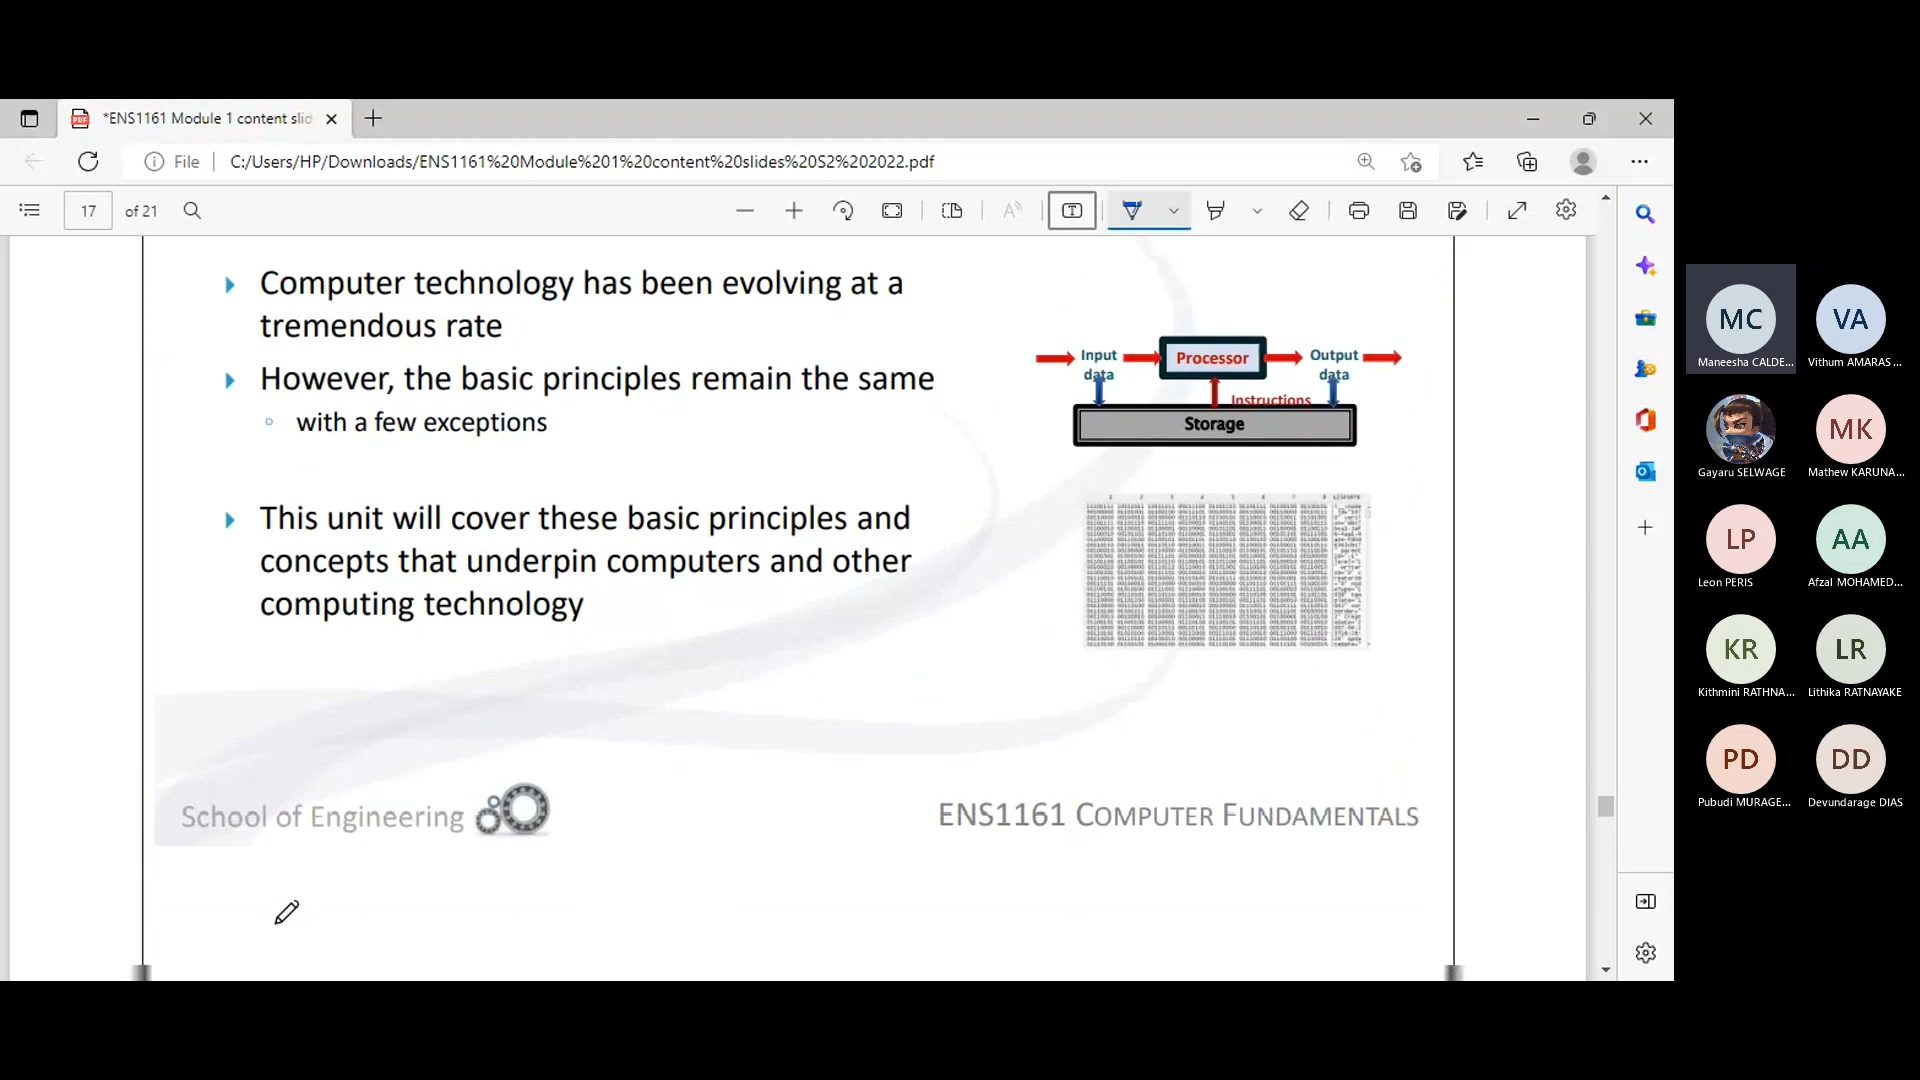 *ENS1161 Module 1 content slid
File
C:/Users/HP/Downloads/ENS1161%20Module%201%20content%20slides%20S2%202022.pdf
17
of 21
Computer technology has been evolving at a
tremendous rate
However, the basic principles remain the same
with a few exceptions
This unit will cover these basic principles and
concepts that underpin computers and other
computing technology
Input
data
Processor
Output
data
Instructions
Storage
School of Engineering
ENS1161 COMPUTER FUNDAMENTALS
MC
Maneesha CALDE...
VA
Vithum AMARAS...
Gayaru SELWAGE
MK
Mathew KARUNA...
LP
Leon PERIS
AA
Afzal MOHAMED...
KR
Kithmini RATHNA...
LR
Lithika RATNAYAKE
PD
Pubudi MURAGE...
DD
Devundarage DIAS